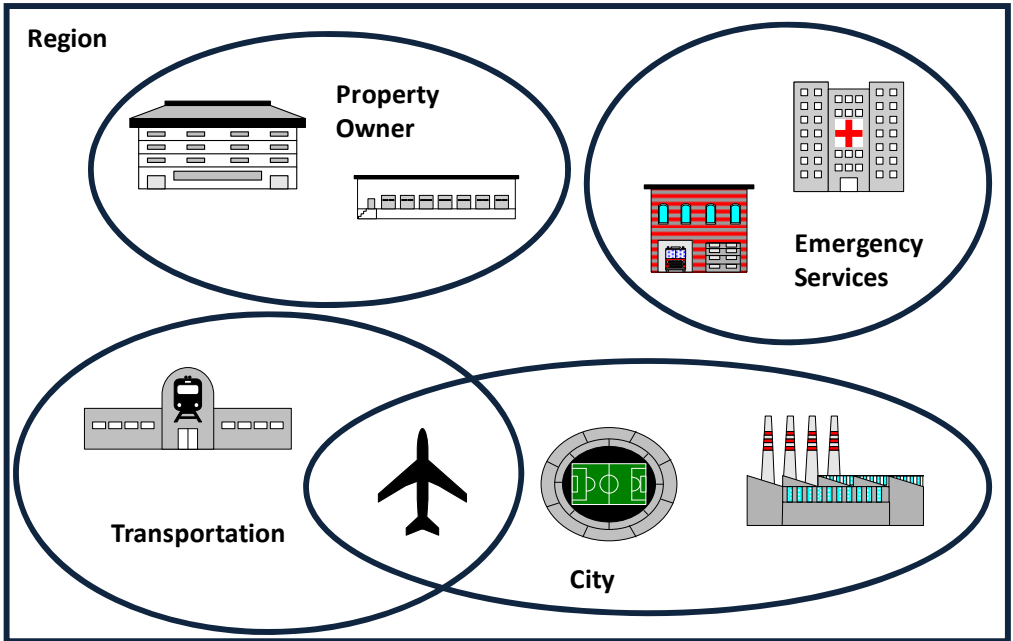 Region
Property
Owner
Emergency
Services
Transportation
City